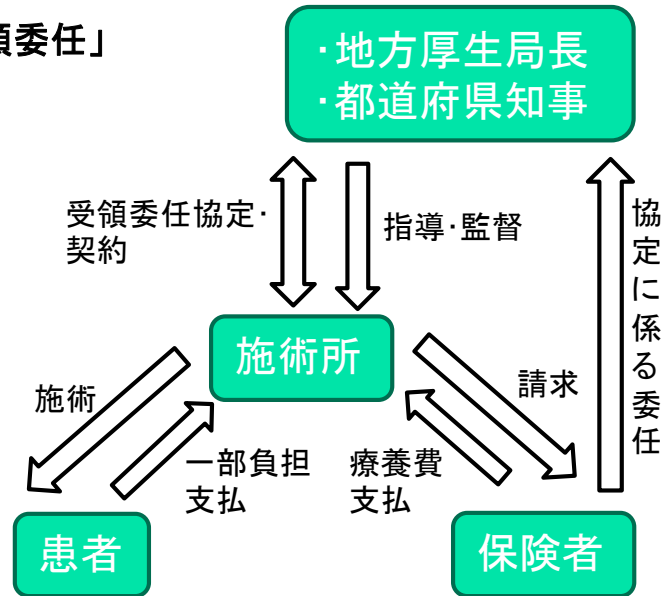 領委任」
・地方厚生局長
・都道府県知事
受領委任協定・
契約
指導・監督
協定に係る委任
施術所
施術
請求
一部負担
支払
療養費
支払
患者
保険者